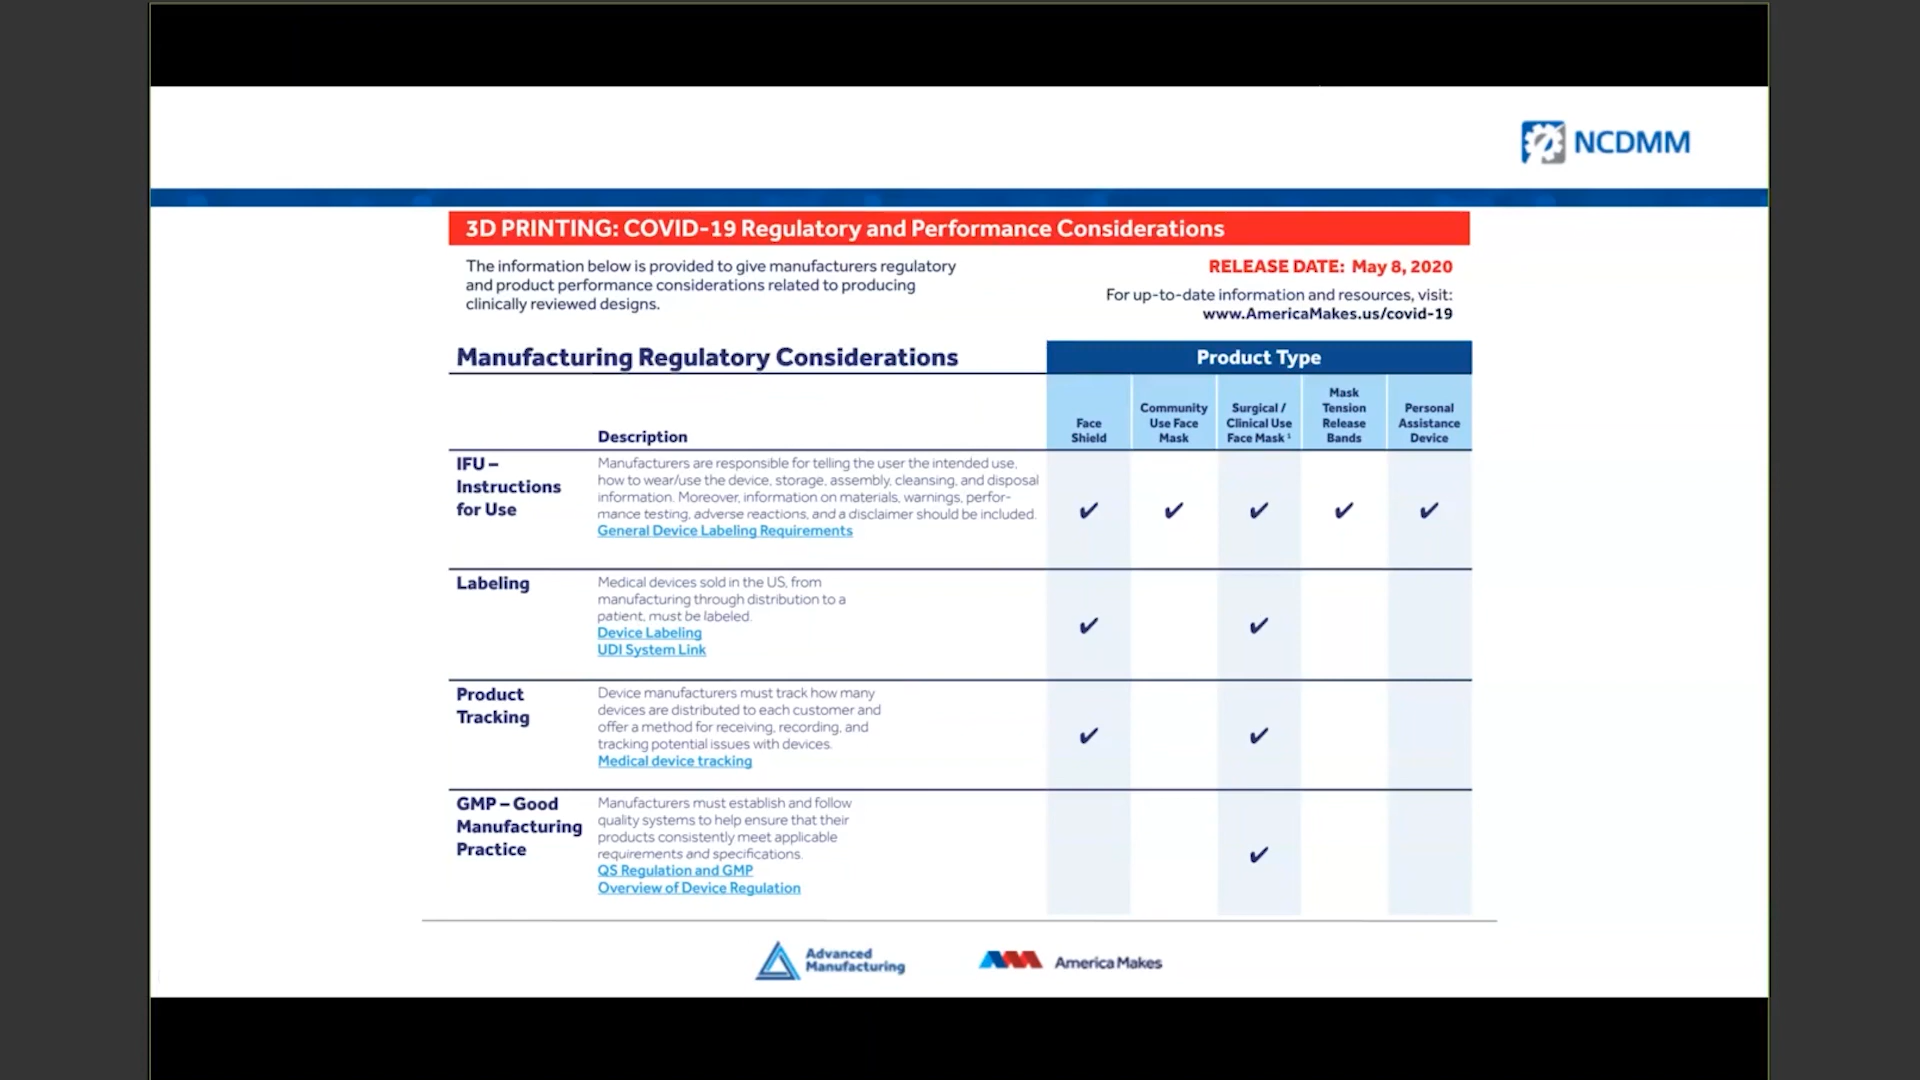 NCDMM
3D PRINTING: COVID-19 Regulatory and Performance Considerations
The information below is provided to give manufacturers regulatory
and product performance considerations related to producing
clinically reviewed designs.
RELEASE DATE: May 8, 2020
For up-to-date information and resources, visit:
www.AmericaMakes.us/covid-19
Manufacturing Regulatory Considerations
Product Type
Description
Face
Shield
Community
Use Face
Mask
Surgical /
Clinical Use
Face Mask ¹
Mask
Tension
Release
Bands
Personal
Assistance
Device
IFU –
Instructions
for Use
Manufacturers are responsible for telling the user the intended use,
how to wear/use the device, storage, assembly, cleansing, and disposal
information. Moreover, information on materials, warnings, perfor-
mance testing, adverse reactions, and a disclaimer should be included.
General Device Labeling Requirements
✔ ✔ ✔ ✔ ✔
Labeling
Medical devices sold in the US, from
manufacturing through distribution to a
patient, must be labeled.
Device Labeling
UDI System Link
✔ ✔
Product
Tracking
Device manufacturers must track how many
devices are distributed to each customer and
offer a method for receiving, recording, and
tracking potential issues with devices.
Medical device tracking
✔ ✔
GMP – Good
Manufacturing
Practice
Manufacturers must establish and follow
quality systems to help ensure that their
products consistently meet applicable
requirements and specifications.
QS Regulation and GMP
Overview of Device Regulation
✔
Advanced
Manufacturing
America Makes